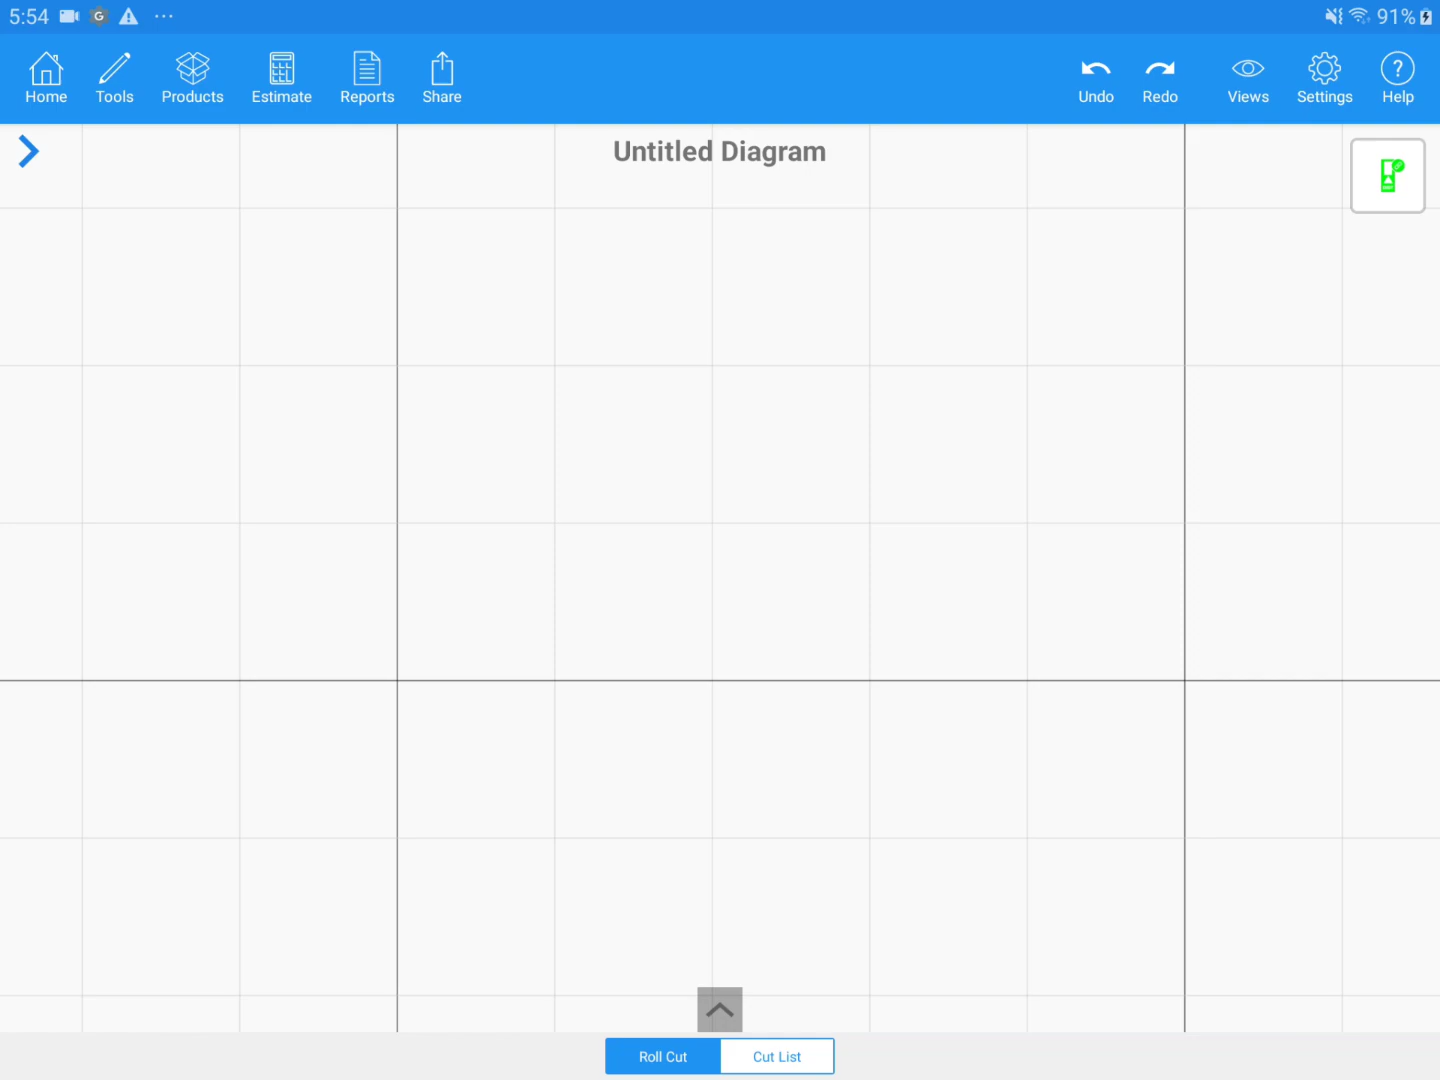 5:54 G ... 91%
Home Tools Products Estimate Reports Share Undo Redo Views Settings ? Help
Untitled Diagram
Roll Cut Cut List